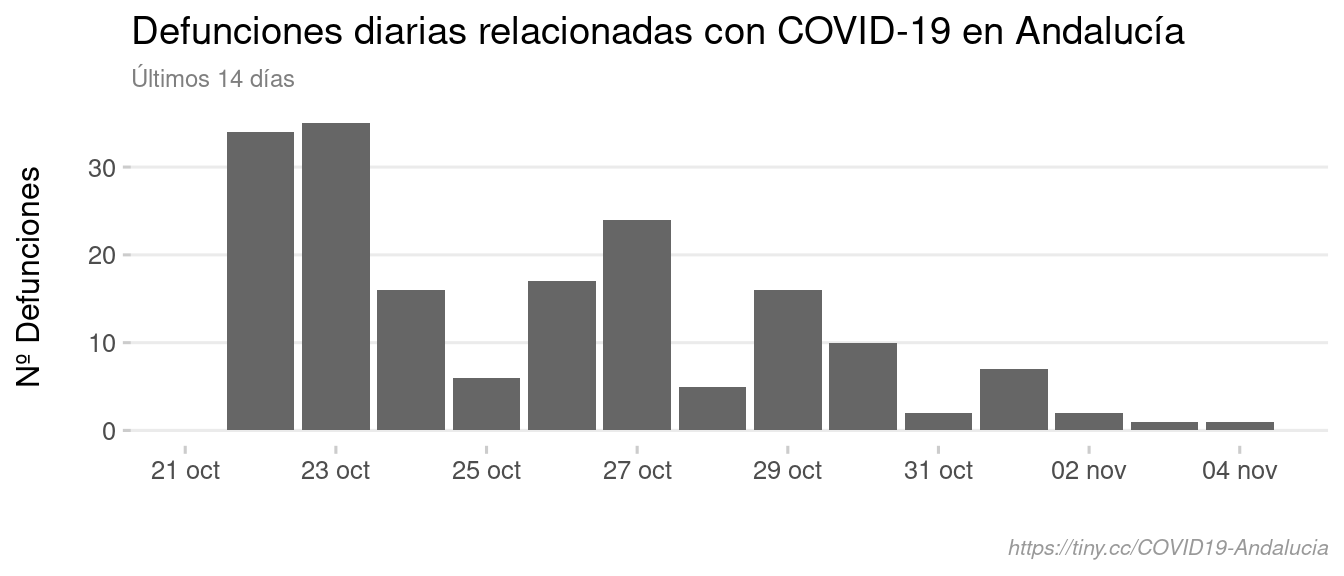 Defunciones diarias relacionadas con COVID-19 en Andalucía
Últimos 14 días
Nº Defunciones
30
20
10
0
21 oct 23 oct 25 oct 27 oct 29 oct 31 oct 02 nov 04 nov
https://tiny.cc/COVID19-Andalucia